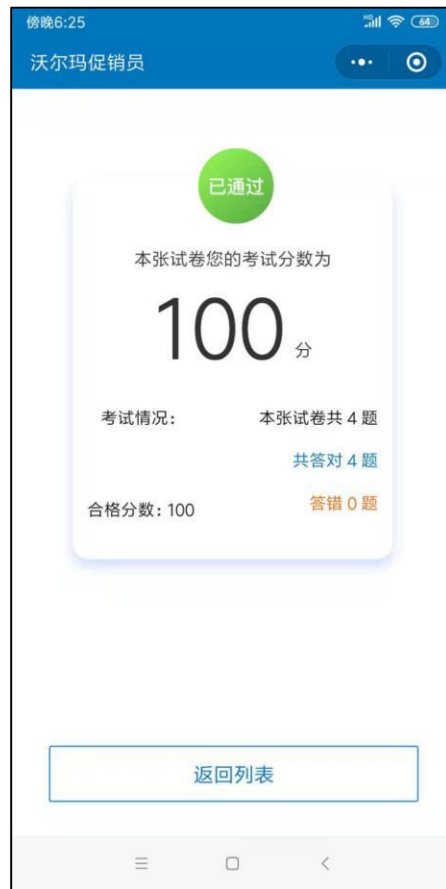 傍晚6:25
HD
64
沃尔玛促销员
已通过
本张试卷您的考试分数为
100 分
考试情况： 本张试卷共 4 题
共答对 4 题
答错 0 题
合格分数：100
返回列表